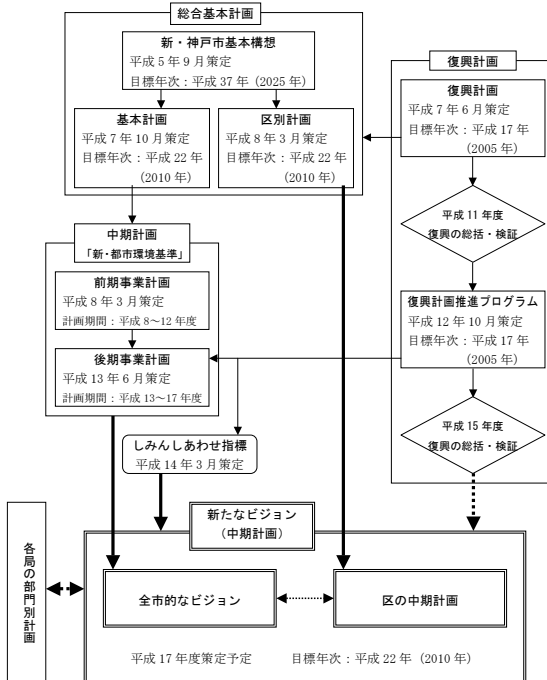 総合基本計画
新・神戸市基本構想
平成5年9月策定
目標年次：平成37年（2025年）
基本計画
平成7年10月策定
目標年次：平成22年
（2010年）
区別計画
平成8年3月策定
目標年次：平成22年
（2010年）
復興計画
復興計画
平成7年6月策定
目標年次：平成17年
（2005年）
平成11年度
復興の総括・検証
中期計画
「新・都市環境基準」
前期事業計画
平成8年3月策定
計画期間：平成8～12年度
後期事業計画
平成13年6月策定
計画期間：平成13～17年度
復興計画推進プログラム
平成12年10月策定
目標年次：平成17年
（2005年）
平成15年度
復興の総括・検証
しみんしあわせ指標
平成14年3月策定
新たなビジョン
（中期計画）
各局の部門別計画
全市的なビジョン
区の中期計画
平成17年度策定予定　目標年次：平成22年（2010年）